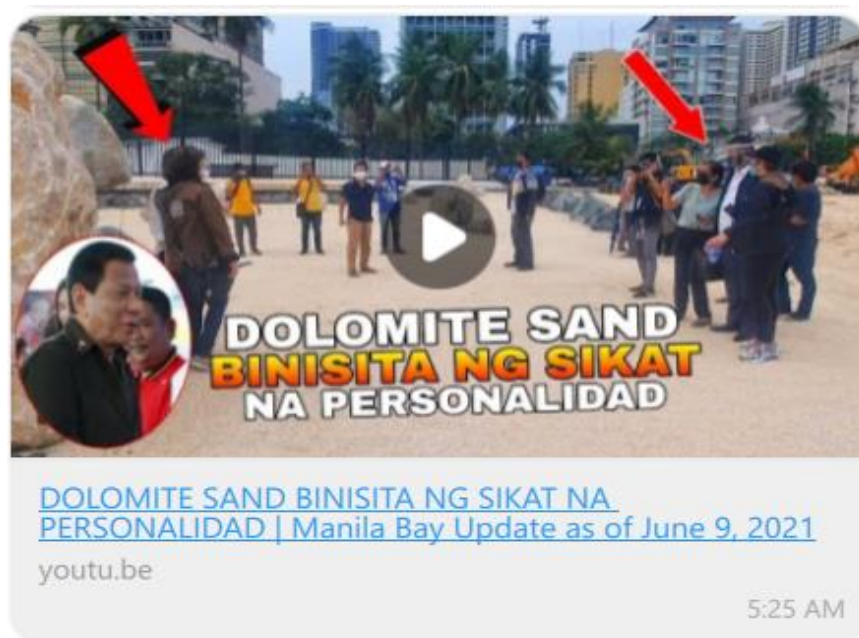 DOLOMITE SAND
BINISITA NG SIKAT
NA PERSONALIDAD
DOLOMITE SAND BINISITA NG SIKAT NA
PERSONALIDAD | Manila Bay Update as of June 9, 2021
youtu.be
5:25 AM